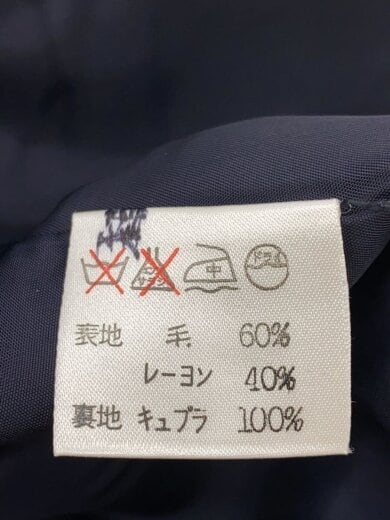 中 ドライ
表地 毛 60%
レーヨン 40%
裏地 キュプラ 100%